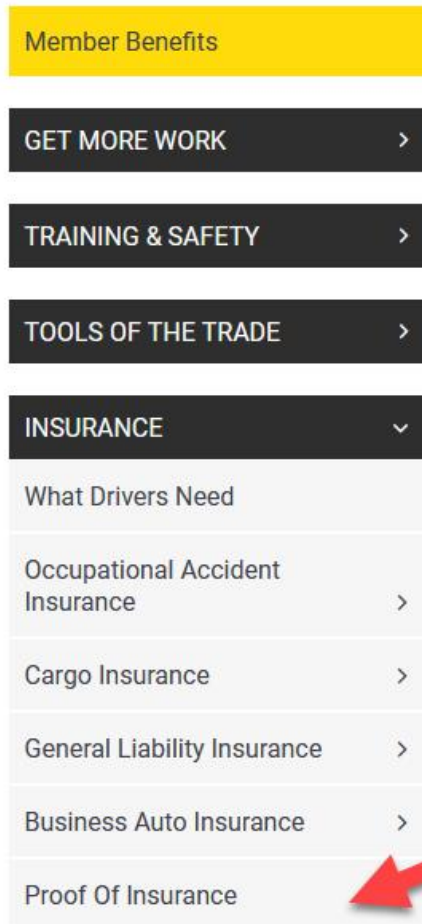 Member Benefits
GET MORE WORK
TRAINING & SAFETY
TOOLS OF THE TRADE
INSURANCE
What Drivers Need
Occupational Accident
Insurance
Cargo Insurance
General Liability Insurance
Business Auto Insurance
Proof Of Insurance